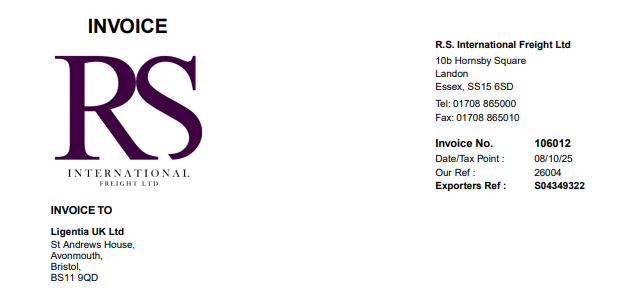 INVOICE
RS
INTERNATIONAL
FREIGHT LTD
R.S. International Freight Ltd
10b Hornsby Square
Landon
Essex, SS15 6SD
Tel: 01708 865000
Fax: 01708 865010
Invoice No. 106012
Date/Tax Point : 08/10/25
Our Ref : 26004
Exporters Ref : S04349322
INVOICE TO
Ligentia UK Ltd
St Andrews House,
Avonmouth,
Bristol,
BS11 9QD